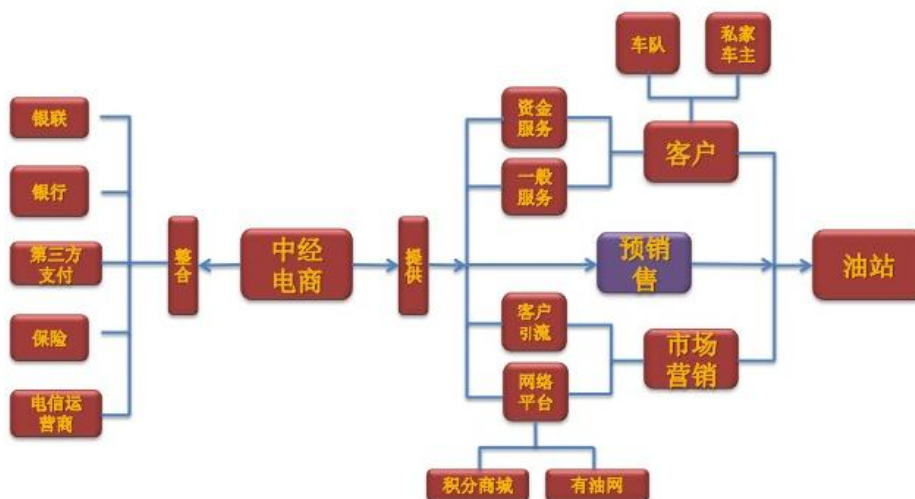 车队
私家
车主
银联
资金
服务
客户
银行
一般
服务
整合
中经
电商
提供
第三方
支付
预销
售
油站
保险
客户
引流
市场
营销
网络
平台
电信运
营商
积分商城
有油网